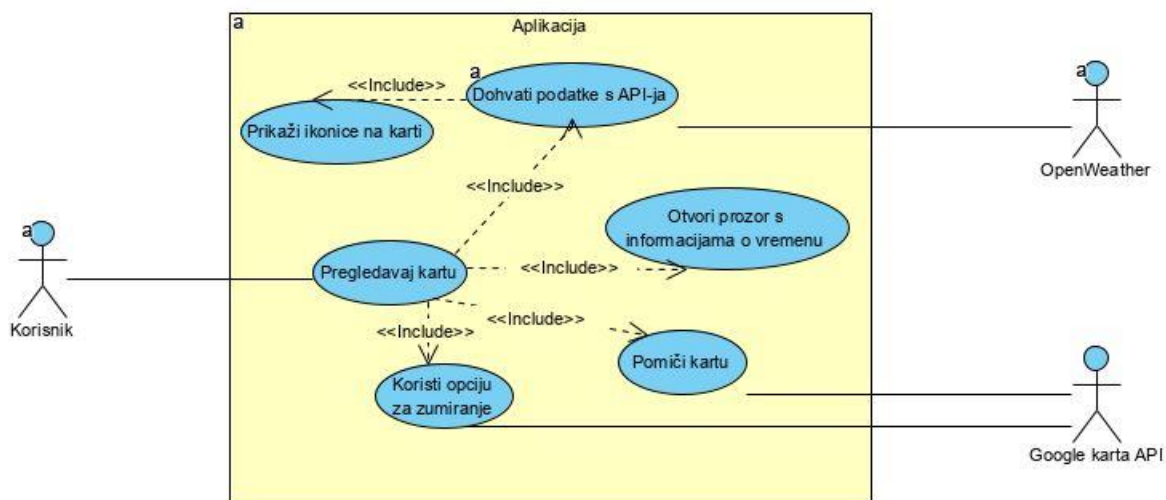 a
Aplikacija
a
<<Include>>
Dohvati podatke s API-ja
a
Prikaži ikonice na karti
OpenWeather
<<Include>>
Otvori prozor s
informacijama o vremenu
a
Pregledavaj kartu
<<Include>>
Korisnik
<<Include>>
<<Include>>
Pomiči kartu
Koristi opciju
za zumiranje
Google karta API